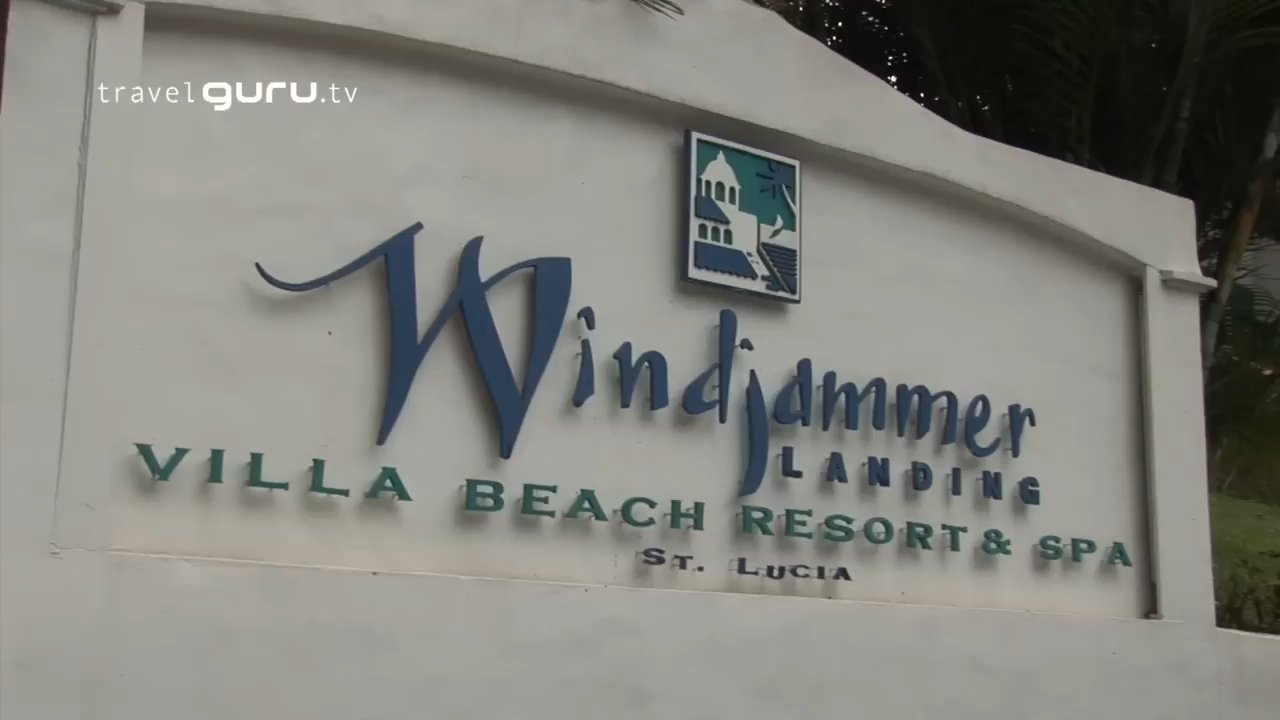 travelguru.tv
Windjammer
LANDING
VILLA BEACH RESORT & SPA
ST. LUCIA